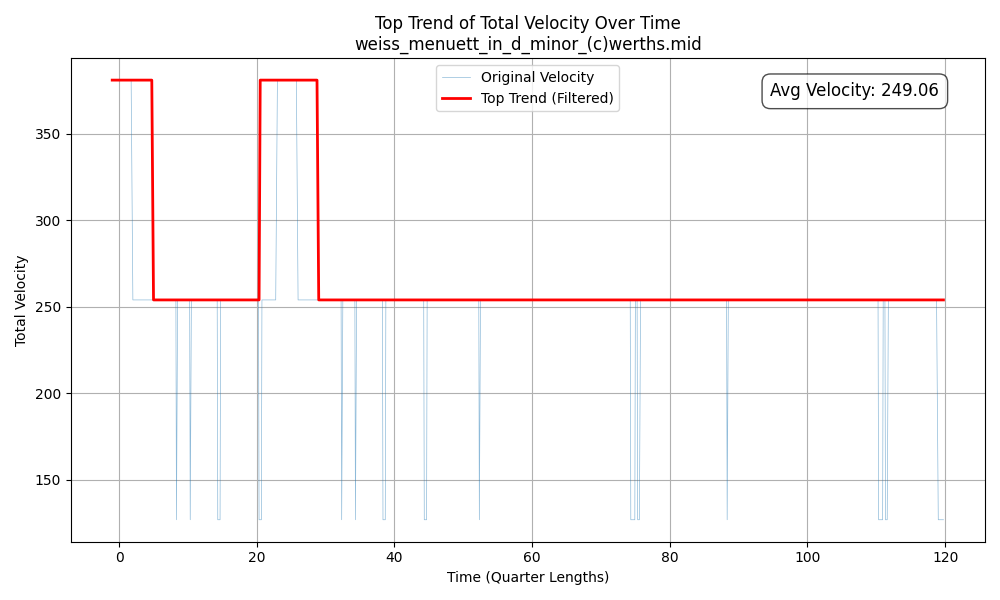 Top Trend of Total Velocity Over Time
weiss_menuett_in_d_minor_(c)werths.mid
Original Velocity
Top Trend (Filtered)
Avg Velocity: 249.06
Total Velocity
350
300
250
200
150
0 20 40 60 80 100 120
Time (Quarter Lengths)